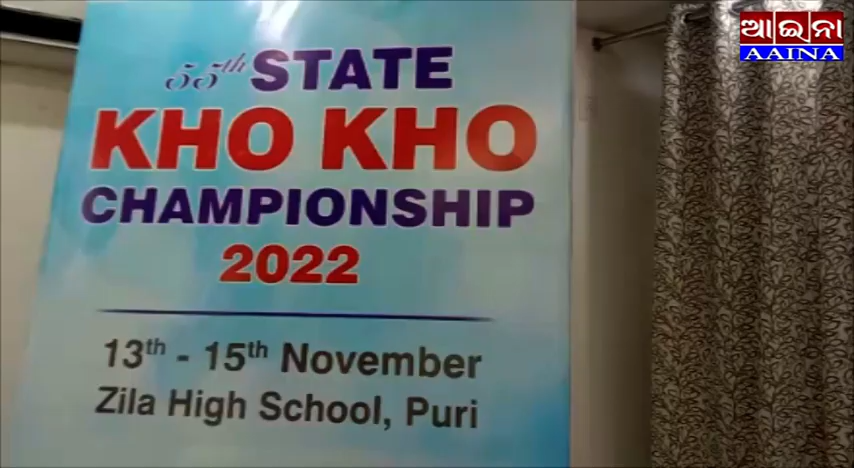 55th STATE
KHO KHO
CHAMPIONSHIP
2022
13th - 15th November
Zila High School, Puri
ଆଇନା
AAINA